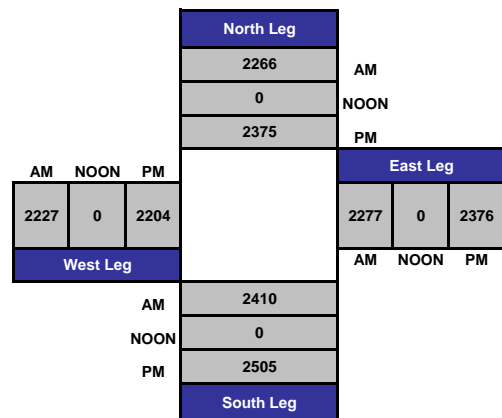 North Leg
2266 AM
0 NOON
2375 PM
AM NOON PM
East Leg
2227 0 2204
2277 0 2376
West Leg
AM NOON PM
AM 2410
NOON 0
PM 2505
South Leg